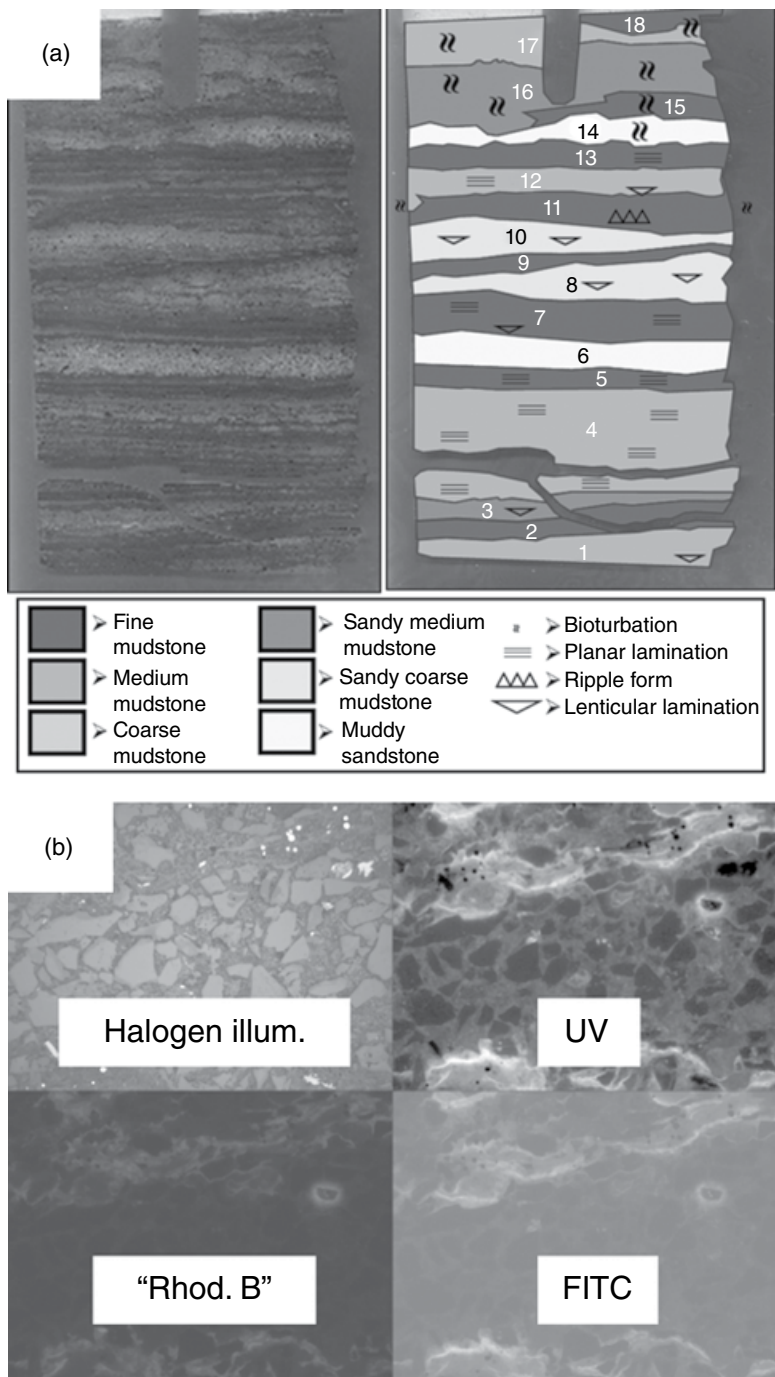 (a)
18
17
16
15
14
13
12
11
10
9
8
7
6
5
4
3
2
1
Fine
mudstone
Medium
mudstone
Coarse
mudstone
Sandy medium
mudstone
Sandy coarse
mudstone
Muddy
sandstone
Bioturbation
Planar lamination
Ripple form
Lenticular lamination
(b)
Halogen illum.
UV
“Rhod. B”
FITC